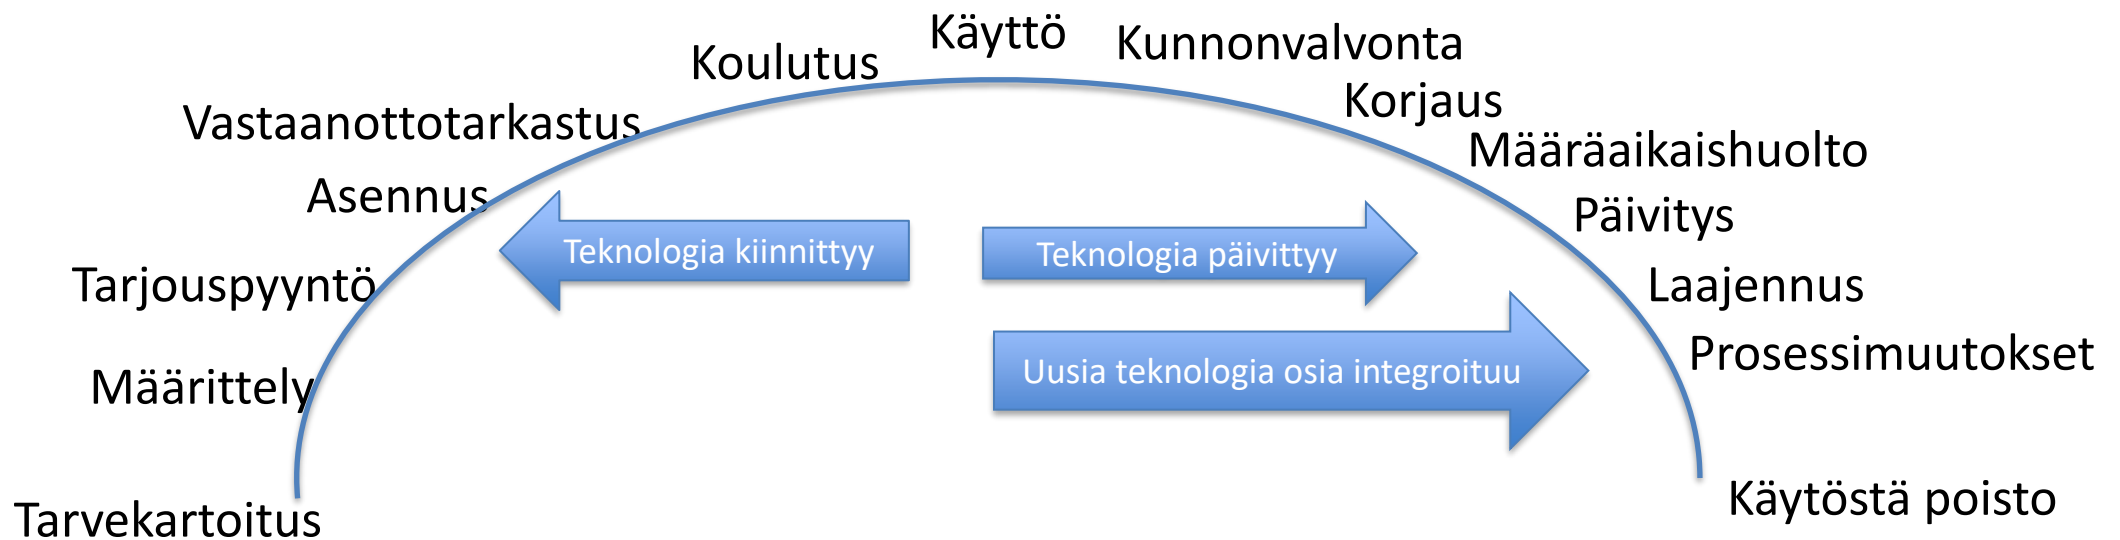 Käyttö
Kunnonvalvonta
Koulutus
Korjaus
Vastaanottotarkastus
Määräaikaishuolto
Asennus
Päivitys
Teknologia kiinnittyy
Teknologia päivittyy
Tarjouspyyntö
Laajennus
Prosessimuutokset
Uusia teknologia osia integroituu
Määrittely
Käytöstä poisto
Tarvekartoitus